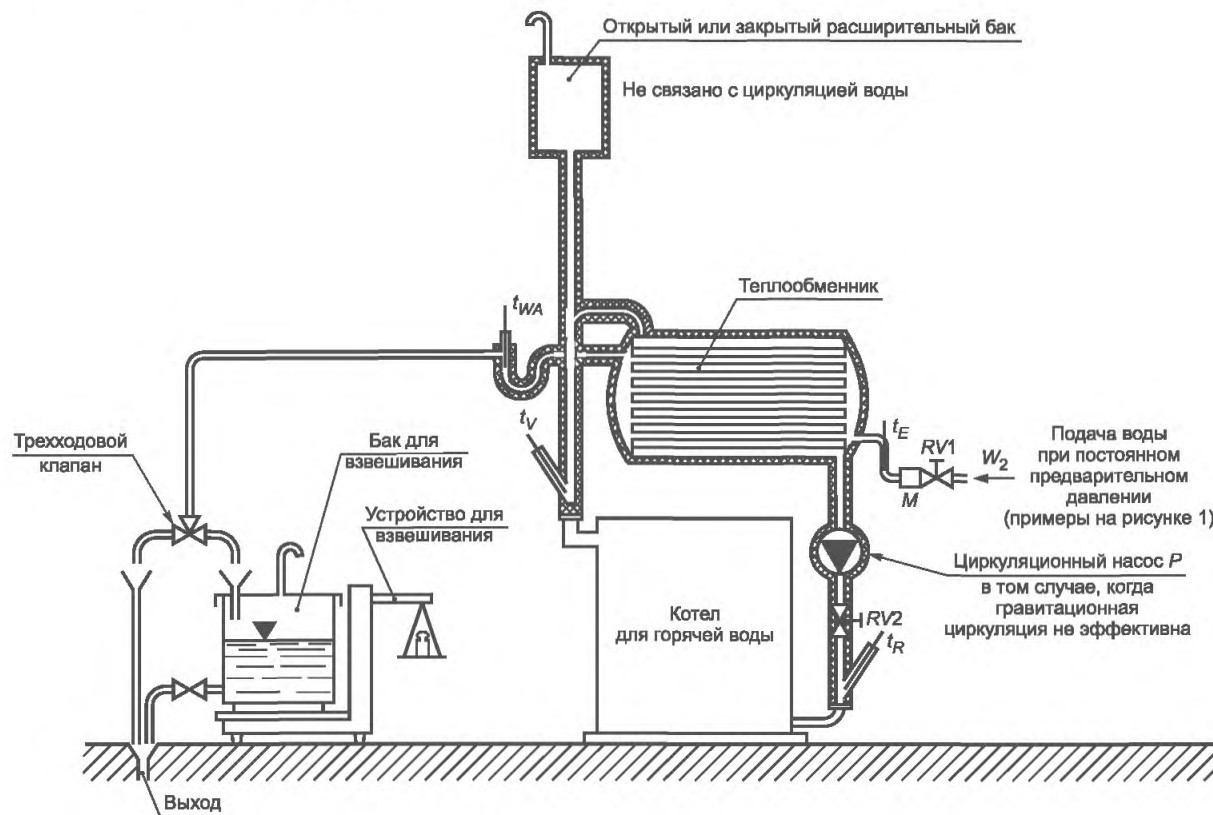 Открытый или закрытый расширительный бак
Не связано с циркуляцией воды
Теплообменник
t_WA
t_V
t_E
RV1
W_2
M
Подача воды
при постоянном
предварительном
давлении
(примеры на рисунке 1)
Трехходовой
клапан
Бак для
взвешивания
Устройство для
взвешивания
Циркуляционный насос P
в том случае, когда
гравитационная
циркуляция не эффективна
Котел
для горячей воды
RV2
t_R
Выход